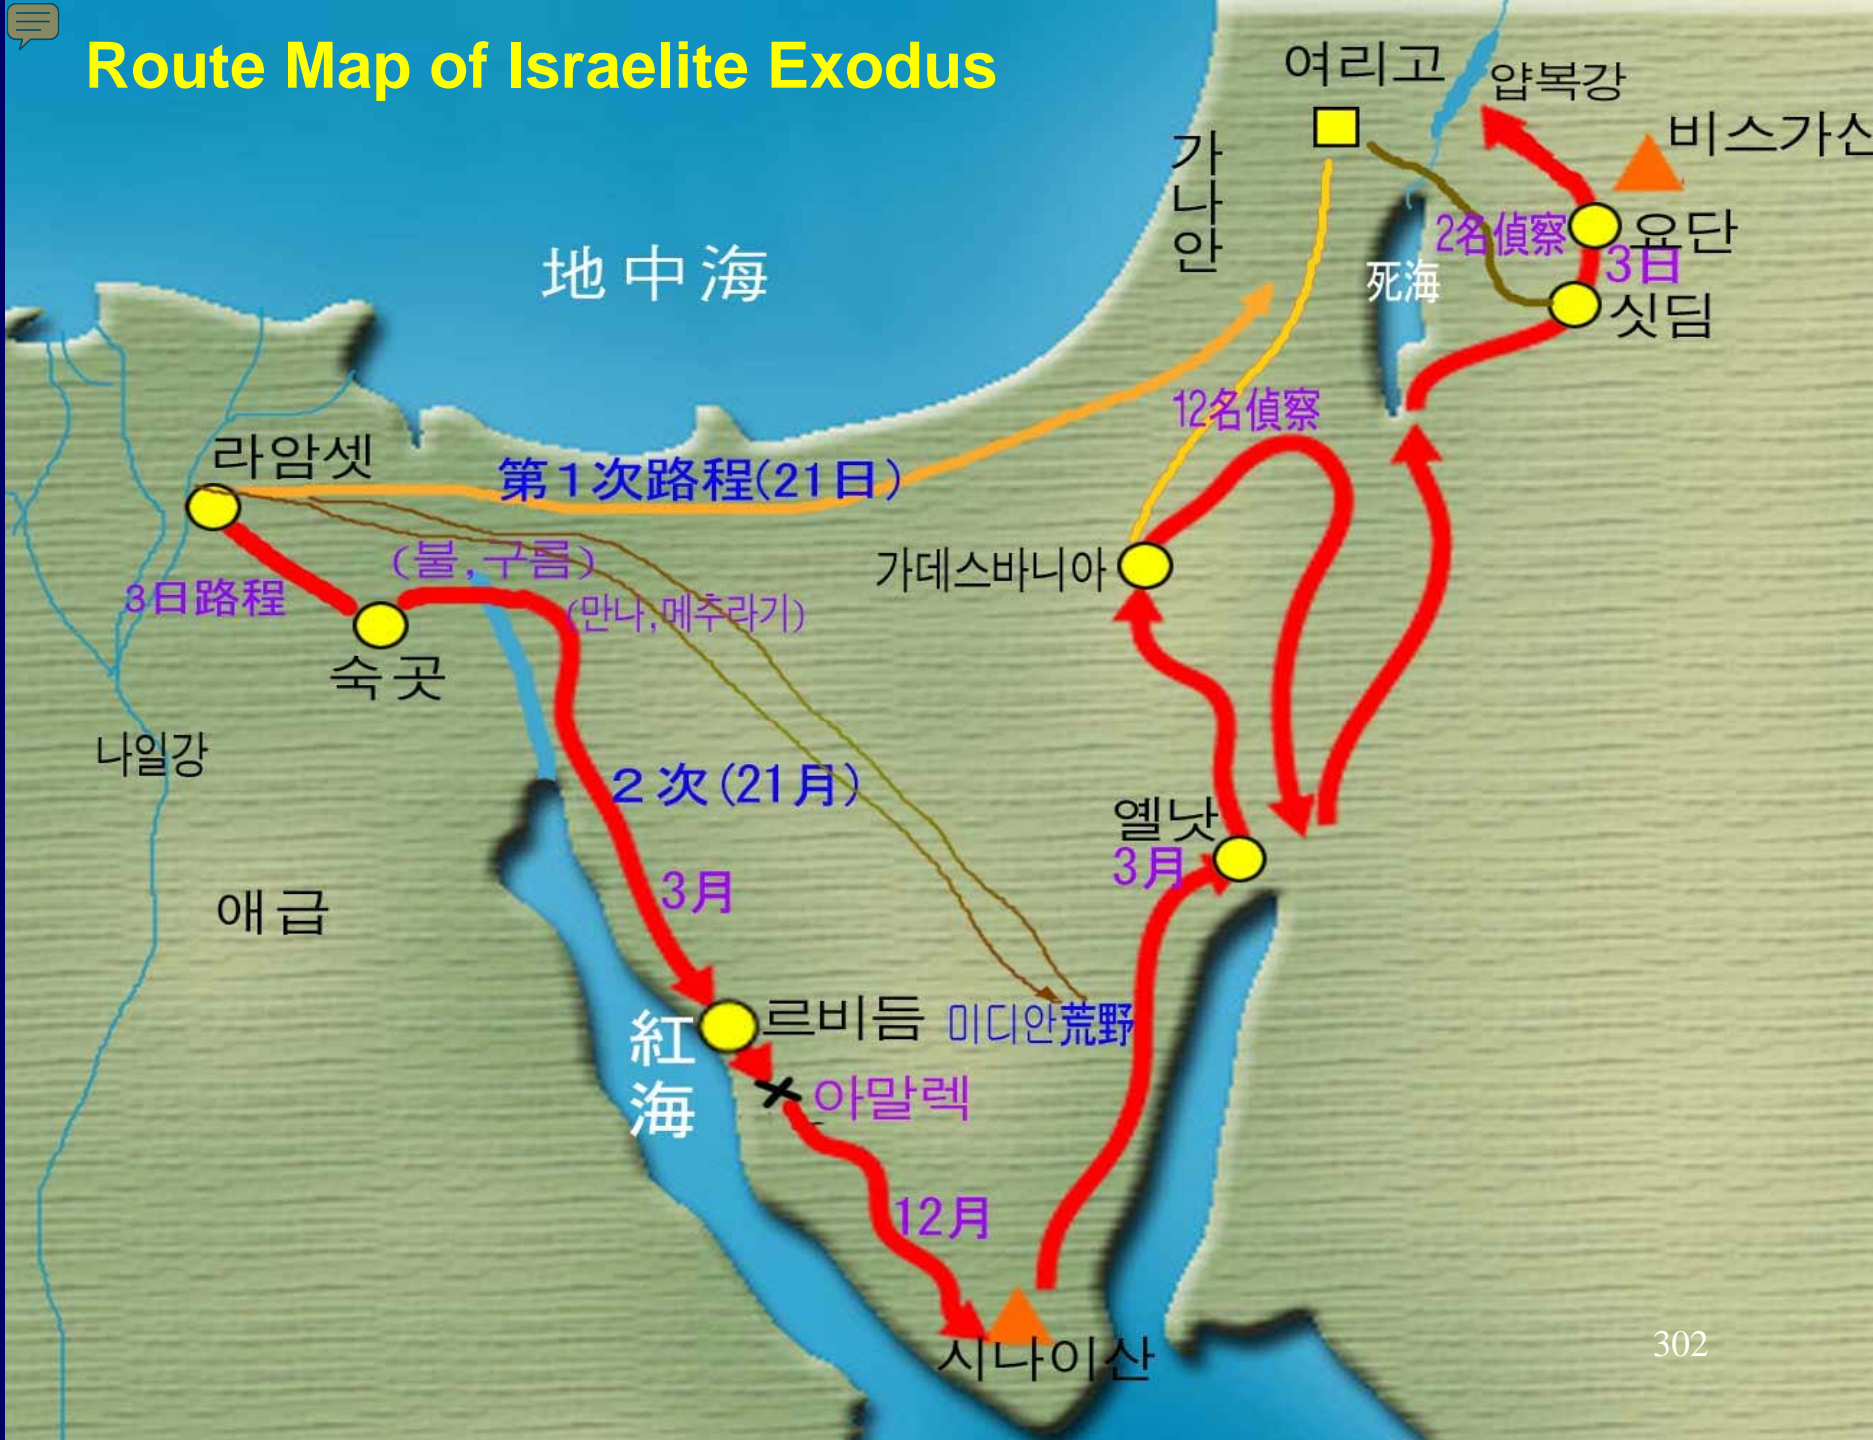 Route Map of Israelite Exodus
여리고
얍복강
비스가산
가나안
地中海
死海
2名偵察
요단
3日
싯딤
12名偵察
라암셋
第1次路程(21日)
(불,구름)
가데스바니아
3日路程
(만나,메추라기)
숙곳
나일강
2次(21月)
옐낫
3月
3月
애급
르비듬
미디안荒野
紅海
아말렉
12月
시나이산
302